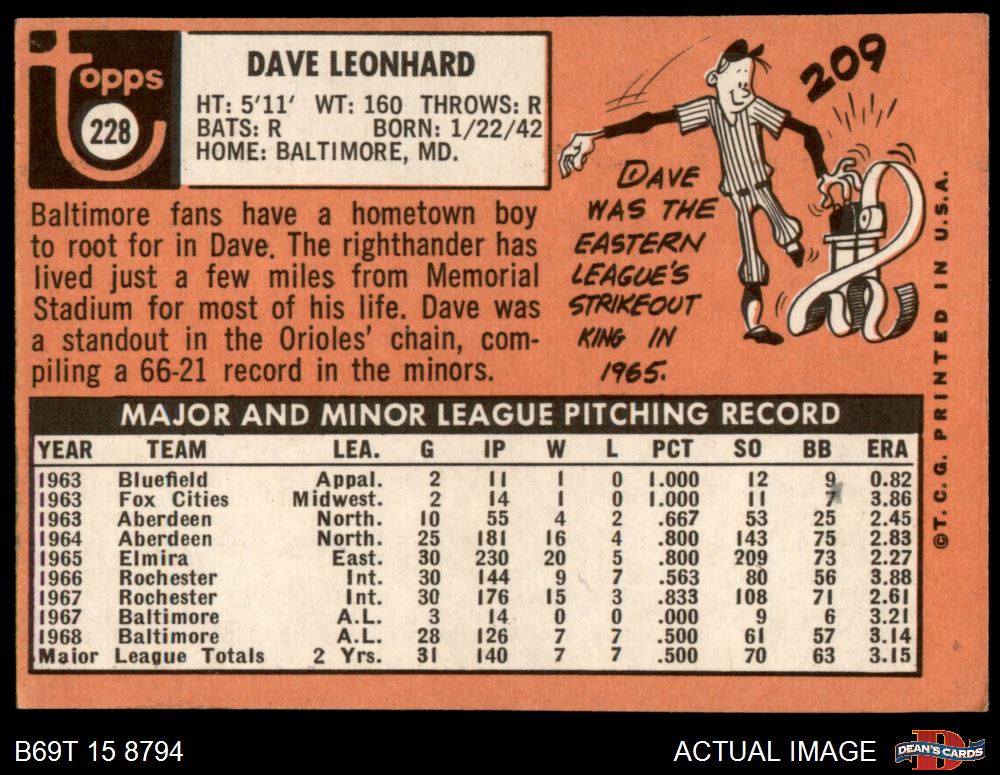 Topps
228
DAVE LEONHARD
HT: 5'11' WT: 160 THROWS: R
BATS: R BORN: 1/22/42
HOME: BALTIMORE, MD.
Baltimore fans have a hometown boy
to root for in Dave. The righthander has
lived just a few miles from Memorial
Stadium for most of his life. Dave was
a standout in the Orioles' chain, com-
piling a 66-21 record in the minors.
209
DAVE
WAS THE
EASTERN
LEAGUE'S
STRIKEOUT
KING IN
1965.
MAJOR AND MINOR LEAGUE PITCHING RECORD
YEAR TEAM LEA. G IP W L PCT SO BB ERA
1963 Bluefield Appal. 2 11 1 0 1.000 12 9 0.82
1963 Fox Cities Midwest. 2 14 1 0 1.000 11 7 3.86
1963 Aberdeen North. 10 55 4 2 .667 53 25 2.45
1964 Aberdeen North. 25 181 16 4 .800 143 75 2.83
1965 Elmira East. 30 230 20 5 .800 209 73 2.27
1966 Rochester Int. 30 144 9 7 .563 80 56 3.88
1967 Rochester Int. 30 176 15 3 .833 108 71 2.61
1967 Baltimore A.L. 3 14 0 0 .000 9 6 3.21
1968 Baltimore A.L. 28 126 7 7 .500 61 57 3.14
Major League Totals 2 Yrs. 31 140 7 7 .500 70 63 3.15
©T. C. G. PRINTED IN U.S.A.
B69T 15 8794
ACTUAL IMAGE
DEAN'S CARDS